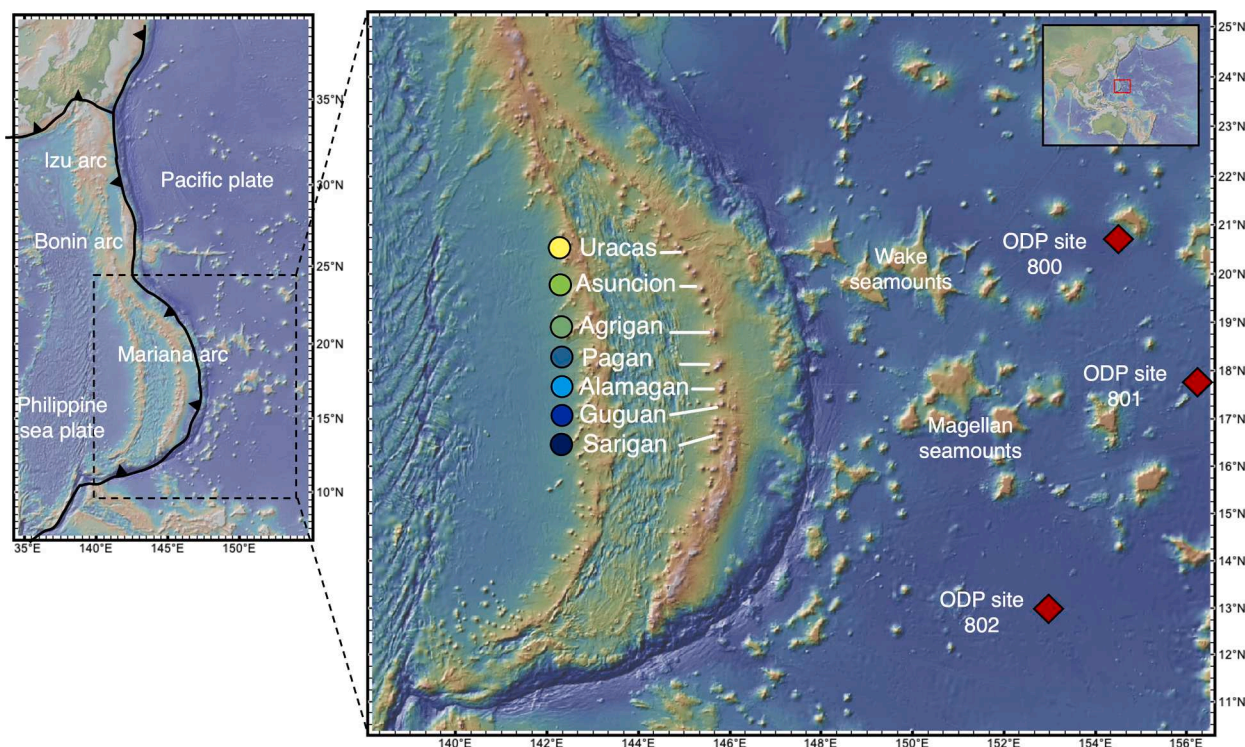 Izu arc
Pacific plate
Bonin arc
Mariana arc
Philippine
sea plate
35°N
30°N
25°N
20°N
15°N
10°N
35°E
140°E
145°E
150°E
Uracas
Asuncion
Agrigan
Pagan
Alamagan
Guguan
Sarigan
Wake
seamounts
Magellan
seamounts
ODP site
800
ODP site
801
ODP site
802
25°N
24°N
23°N
22°N
21°N
20°N
19°N
18°N
17°N
16°N
15°N
14°N
13°N
12°N
11°N
140°E
142°E
144°E
146°E
148°E
150°E
152°E
154°E
156°E